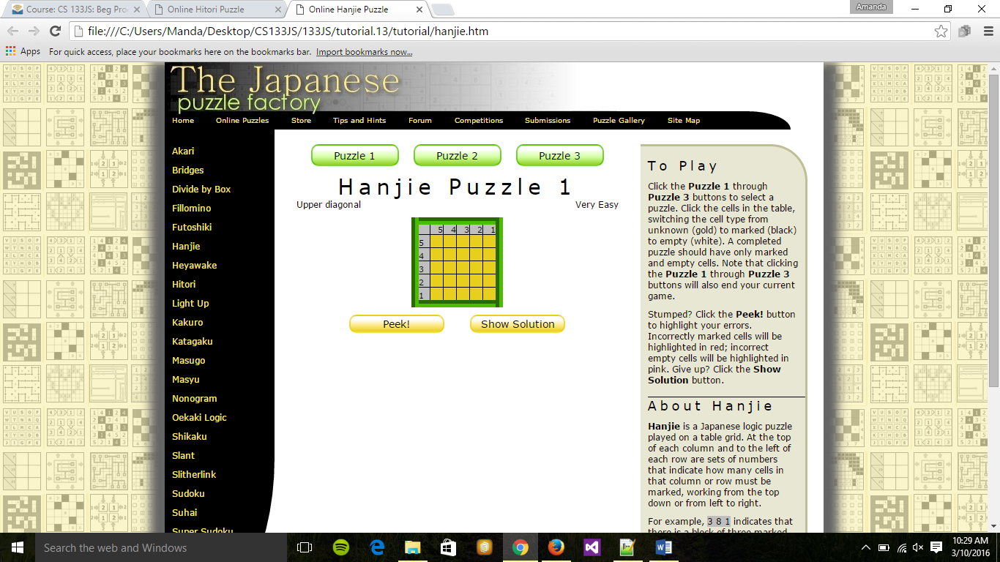 Course: CS 133JS: Beg Pro
Online Hitori Puzzle
Online Hanjie Puzzle
Amanda
file:///C:/Users/Manda/Desktop/CS133JS/133JS/tutorial.13/tutorial/hanjie.htm
Apps For quick access, place your bookmarks here on the bookmarks bar. Import bookmarks now...
The Japanese
puzzle factory
Home Online Puzzles Store Tips and Hints Forum Competitions Submissions Puzzle Gallery Site Map
Akari
Bridges
Divide by Box
Fillomino
Futoshiki
Hanjie
Heyawake
Hitori
Light Up
Kakuro
Katagaku
Masugo
Masyu
Nonogram
Oekaki Logic
Shikaku
Slant
Slitherlink
Sudoku
Suhai
Super Sudoku
Puzzle 1 Puzzle 2 Puzzle 3
Hanjie Puzzle 1
Upper diagonal Very Easy
5 4 3 2 1
5
4
3
2
1
Peek! Show Solution
To Play
Click the Puzzle 1 through
Puzzle 3 buttons to select a
puzzle. Click the cells in the table,
switching the cell type from
unknown (gold) to marked (black)
to empty (white). A completed
puzzle should have only marked
and empty cells. Note that clicking
the Puzzle 1 through Puzzle 3
buttons will also end your current
game.
Stumped? Click the Peek! button
to highlight your errors.
Incorrectly marked cells will be
highlighted in red; incorrect
empty cells will be highlighted in
pink. Give up? Click the Show
Solution button.
About Hanjie
Hanjie is a Japanese logic puzzle
played on a table grid. At the top
of each column and to the left of
each row are sets of numbers
that indicate how many cells in
that column or row must be
marked, working from the top
down or from left to right.
For example, 3 8 1 indicates that
there is a block of three marked
Search the web and Windows
10:29 AM
3/10/2016